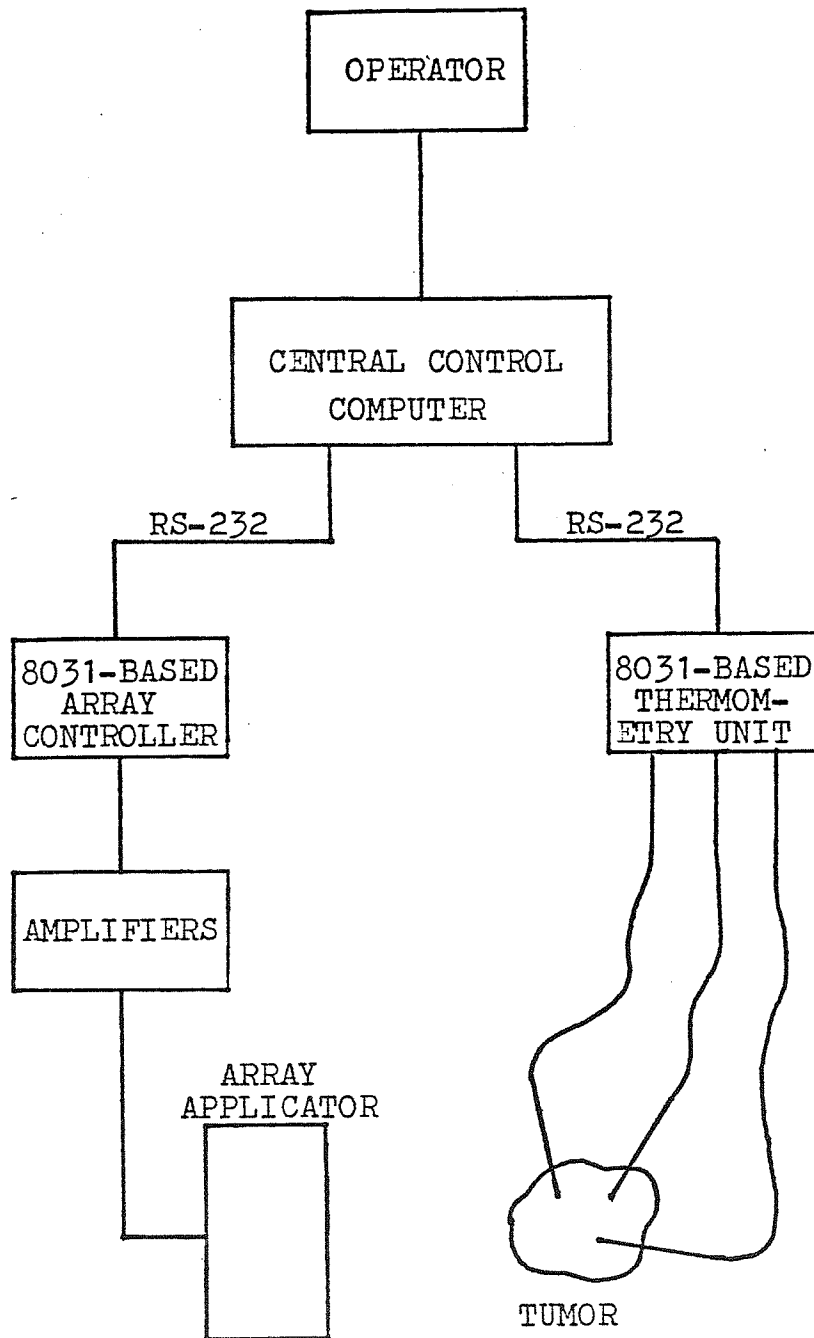 OPERATOR
CENTRAL CONTROL
COMPUTER
RS-232
RS-232
8031-BASED
ARRAY
CONTROLLER
8031-BASED
THERMOM-
ETRY UNIT
AMPLIFIERS
ARRAY
APPLICATOR
TUMOR